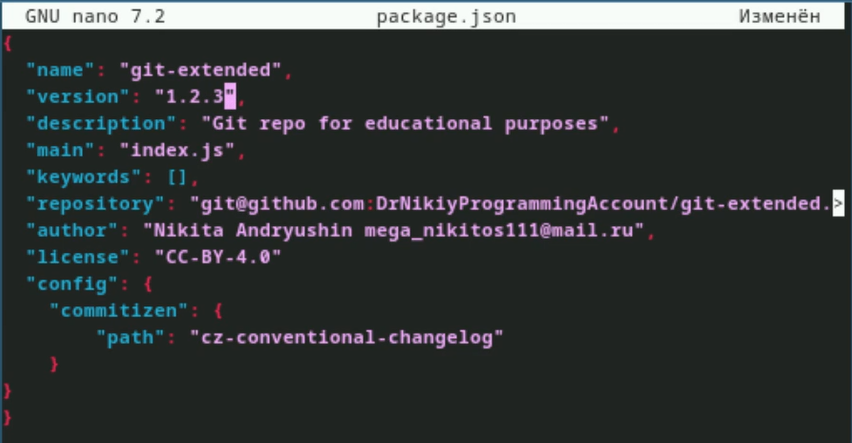 GNU nano 7.2 package.json Изменён
{
"name": "git-extended",
"version": "1.2.3",
"description": "Git repo for educational purposes",
"main": "index.js",
"keywords": [],
"repository": "git@github.com:DrNikiyProgrammingAccount/git-extended.>
"author": "Nikita Andryushin mega_nikitos111@mail.ru",
"license": "CC-BY-4.0"
"config": {
"commitizen": {
"path": "cz-conventional-changelog"
}
}
}